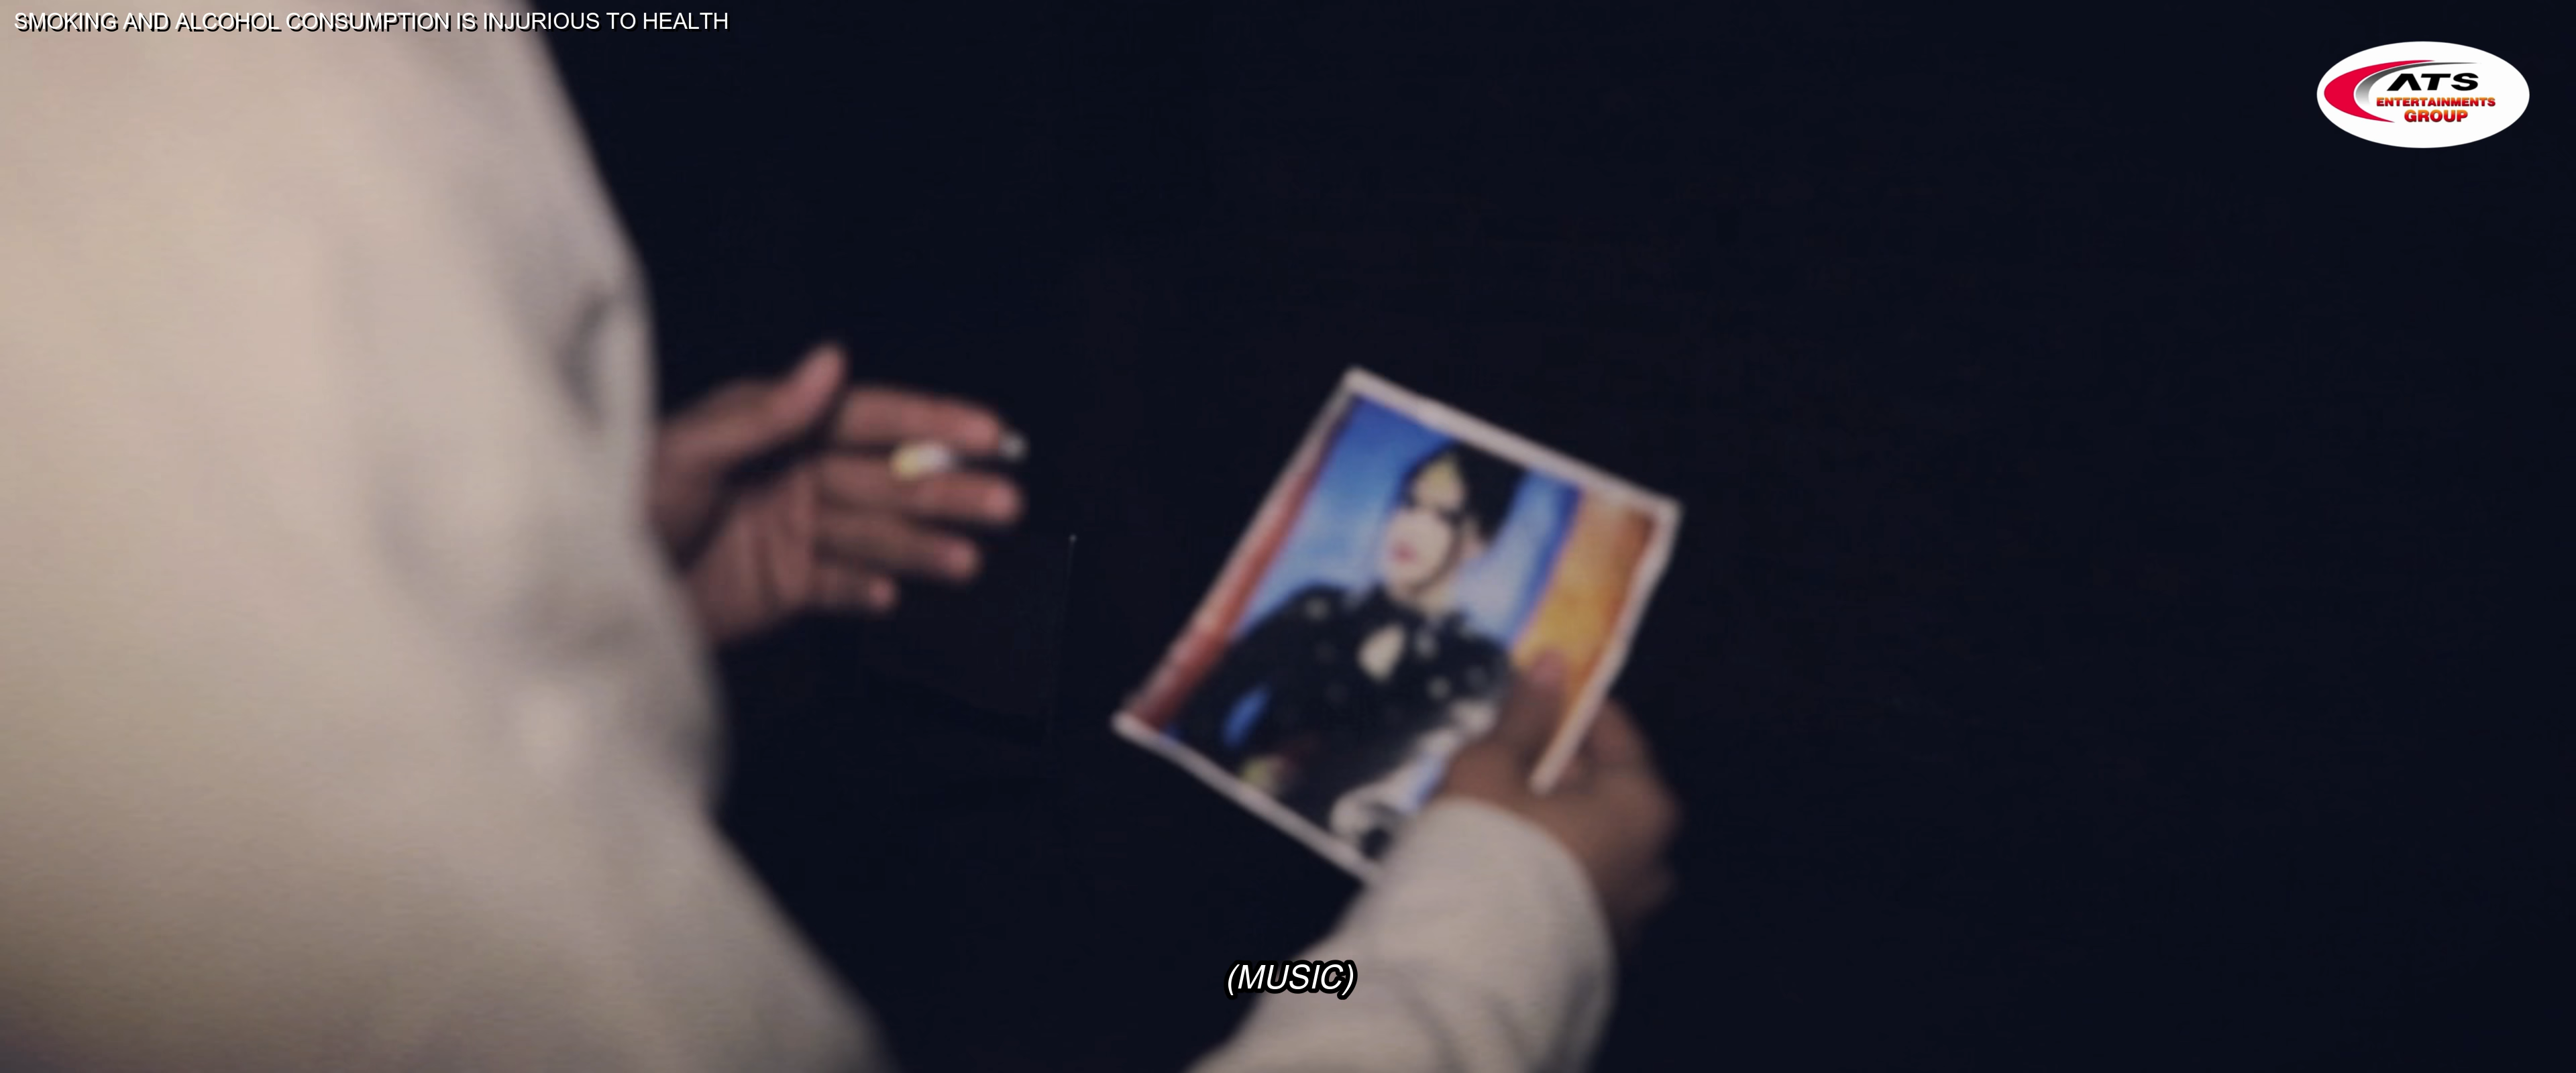 SMOKING AND ALCOHOL CONSUMPTION IS INJURIOUS TO HEALTH
ATS
ENTERTAINMENTS
GROUP
(MUSIC)